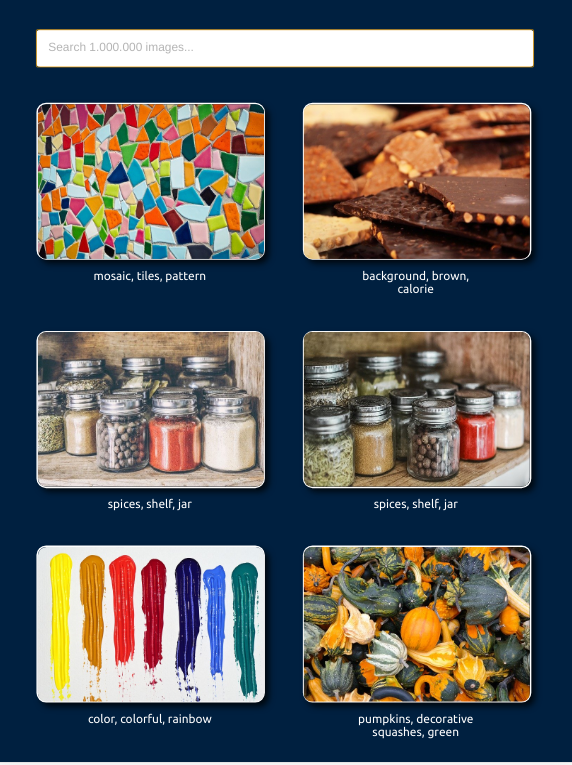 Search 1.000.000 images...
mosaic, tiles, pattern
background, brown,
calorie
spices, shelf, jar
spices, shelf, jar
color, colorful, rainbow
pumpkins, decorative
squashes, green